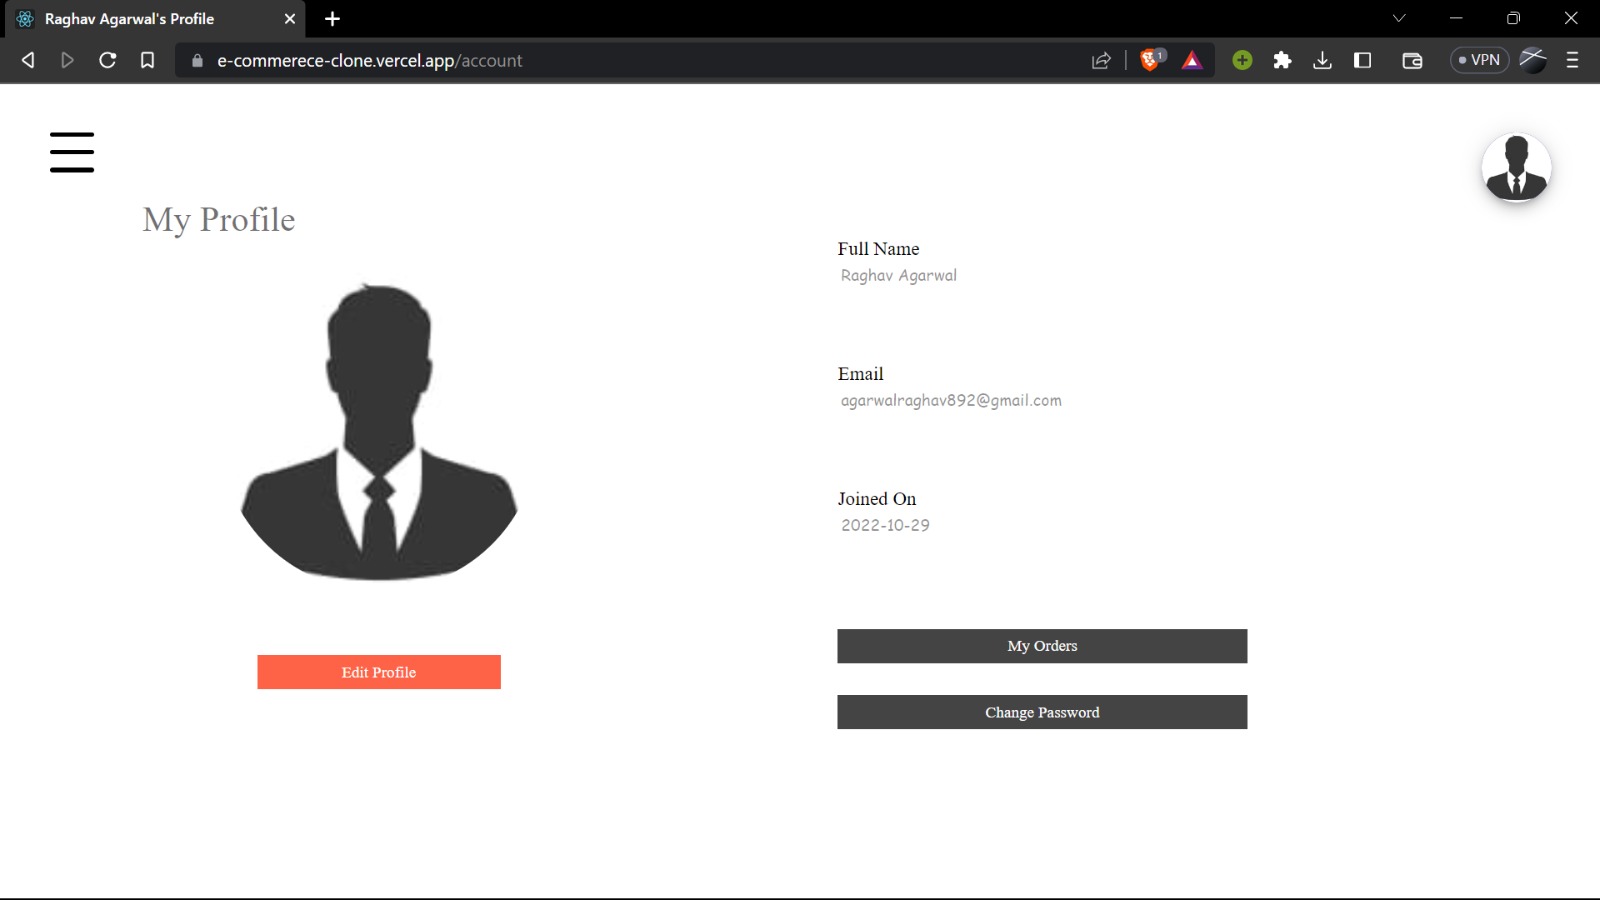 Raghav Agarwal's Profile
e-commerece-clone.vercel.app/account
1
VPN
My Profile
Full Name
Raghav Agarwal
Email
agarwalraghav892@gmail.com
Joined On
2022-10-29
My Orders
Edit Profile
Change Password